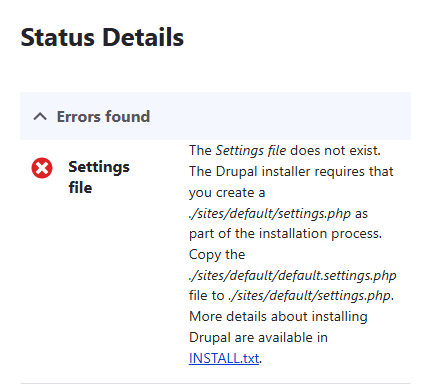 Status Details
Errors found
Settings
file
The Settings file does not exist.
The Drupal installer requires that
you create a
./sites/default/settings.php as
part of the installation process.
Copy the
./sites/default/default.settings.php
file to ./sites/default/settings.php.
More details about installing
Drupal are available in
INSTALL.txt.